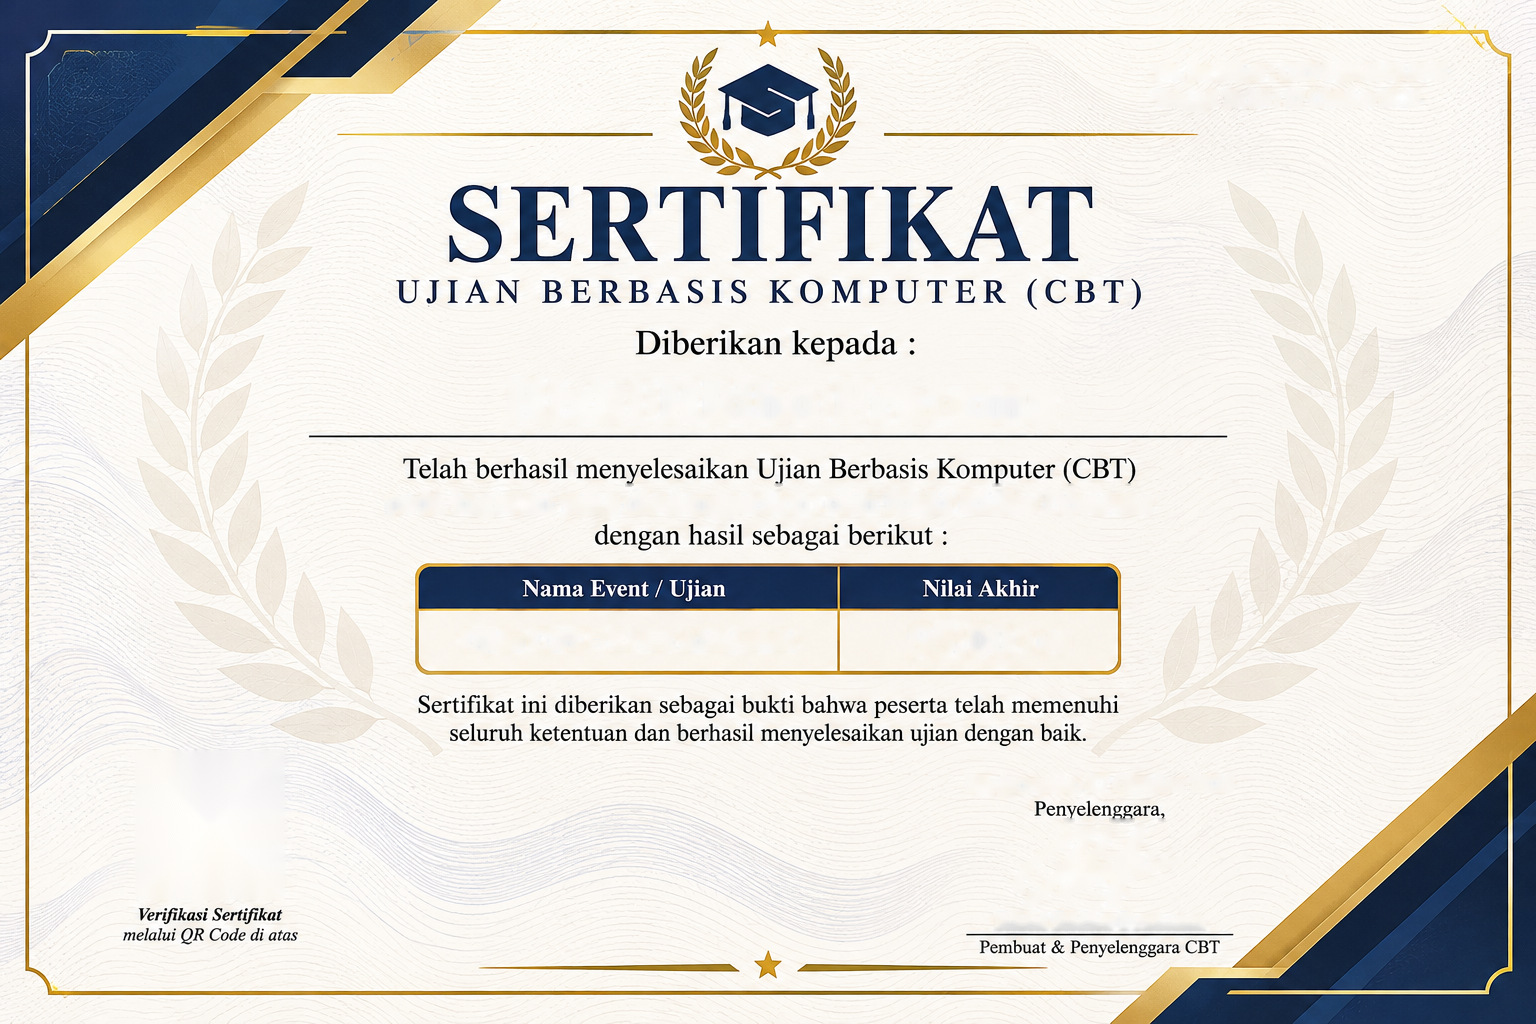 SERTIFIKAT
UJIAN BERBASIS KOMPUTER (CBT)
Diberikan kepada :
Telah berhasil menyelesaikan Ujian Berbasis Komputer (CBT)
dengan hasil sebagai berikut :
Nama Event / Ujian Nilai Akhir
Sertifikat ini diberikan sebagai bukti bahwa peserta telah memenuhi
seluruh ketentuan dan berhasil menyelesaikan ujian dengan baik.
Penyelenggara,
Verifikasi Sertifikat
melalui QR Code di atas
Pembuat & Penyelenggara CBT